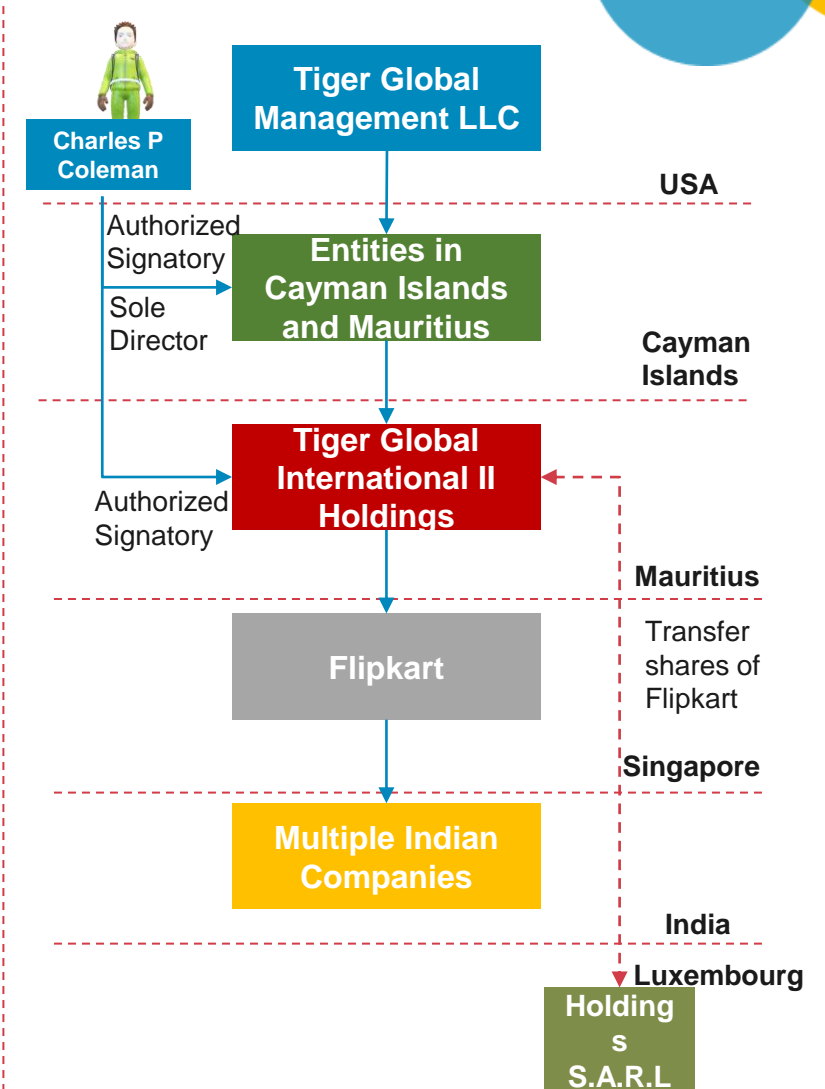 Tiger Global
Management LLC
Charles P
Coleman
USA
Authorized
Signatory
Entities in
Cayman Islands
and Mauritius
Sole
Director
Cayman
Islands
Tiger Global
International II
Holdings
Authorized
Signatory
Mauritius
Flipkart
Transfer
shares of
Flipkart
Singapore
Multiple Indian
Companies
India
Luxembourg
Holding
s
S.A.R.L